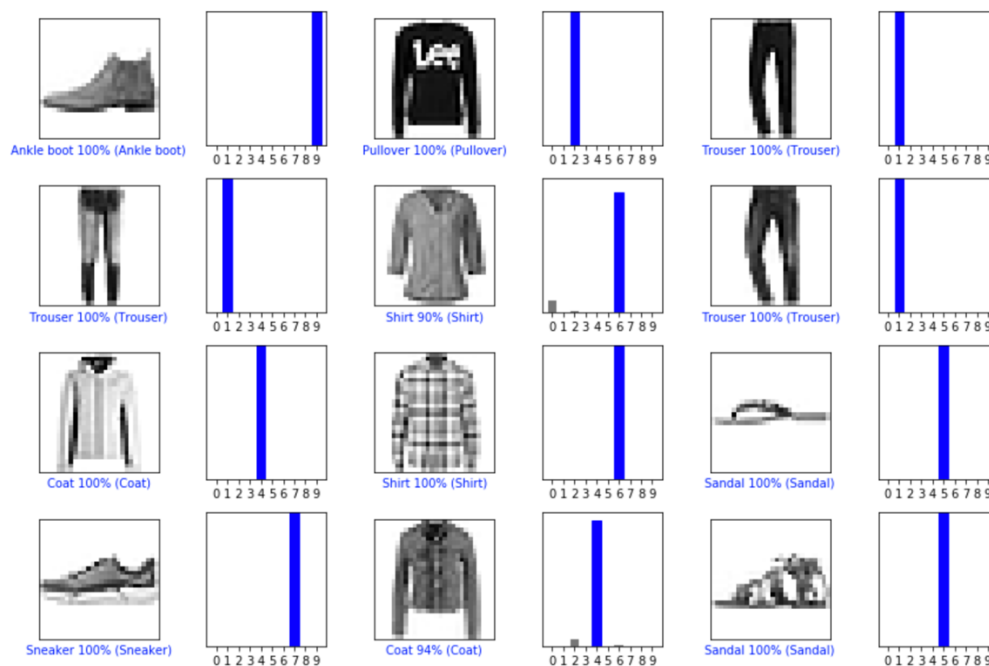 Lee
0 1 2 3 4 5 6 7 8 9
0 1 2 3 4 5 6 7 8 9
0 1 2 3 4 5 6 7 8 9
Ankle boot 100% (Ankle boot)
Pullover 100% (Pullover)
Trouser 100% (Trouser)
0 1 2 3 4 5 6 7 8 9
0 1 2 3 4 5 6 7 8 9
0 1 2 3 4 5 6 7 8 9
Trouser 100% (Trouser)
Shirt 90% (Shirt)
Trouser 100% (Trouser)
0 1 2 3 4 5 6 7 8 9
0 1 2 3 4 5 6 7 8 9
0 1 2 3 4 5 6 7 8 9
Coat 100% (Coat)
Shirt 100% (Shirt)
Sandal 100% (Sandal)
0 1 2 3 4 5 6 7 8 9
0 1 2 3 4 5 6 7 8 9
0 1 2 3 4 5 6 7 8 9
Sneaker 100% (Sneaker)
Coat 94% (Coat)
Sandal 100% (Sandal)